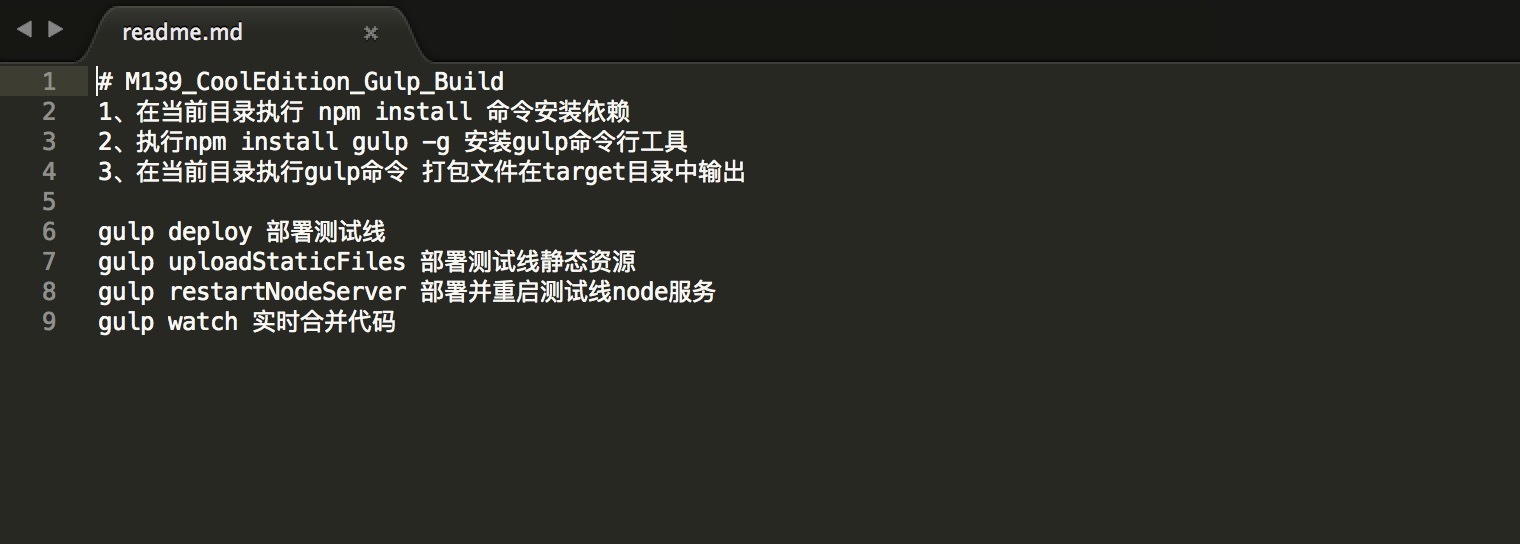 readme.md
1 # M139_CoolEdition_Gulp_Build
2 1、在当前目录执行 npm install 命令安装依赖
3 2、执行npm install gulp -g 安装gulp命令行工具
4 3、在当前目录执行gulp命令 打包文件在target目录中输出
5
6 gulp deploy 部署测试线
7 gulp uploadStaticFiles 部署测试线静态资源
8 gulp restartNodeServer 部署并重启测试线node服务
9 gulp watch 实时合并代码